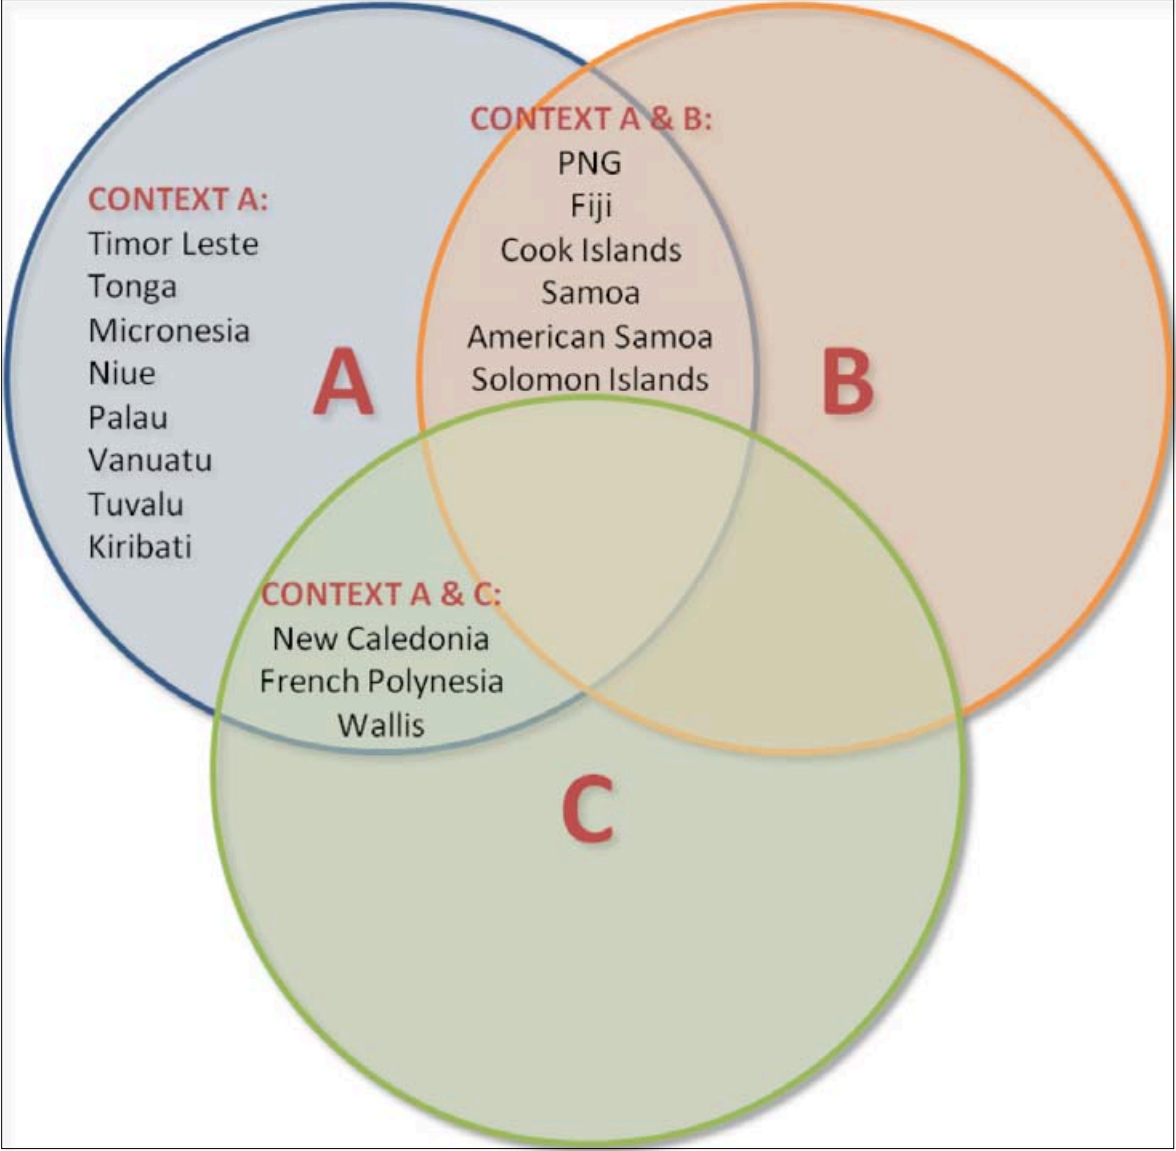 CONTEXT A & B:
PNG
Fiji
Cook Islands
Samoa
American Samoa
Solomon Islands
CONTEXT A:
Timor Leste
Tonga
Micronesia
Niue
Palau
Vanuatu
Tuvalu
Kiribati
A
B
CONTEXT A & C:
New Caledonia
French Polynesia
Wallis
C